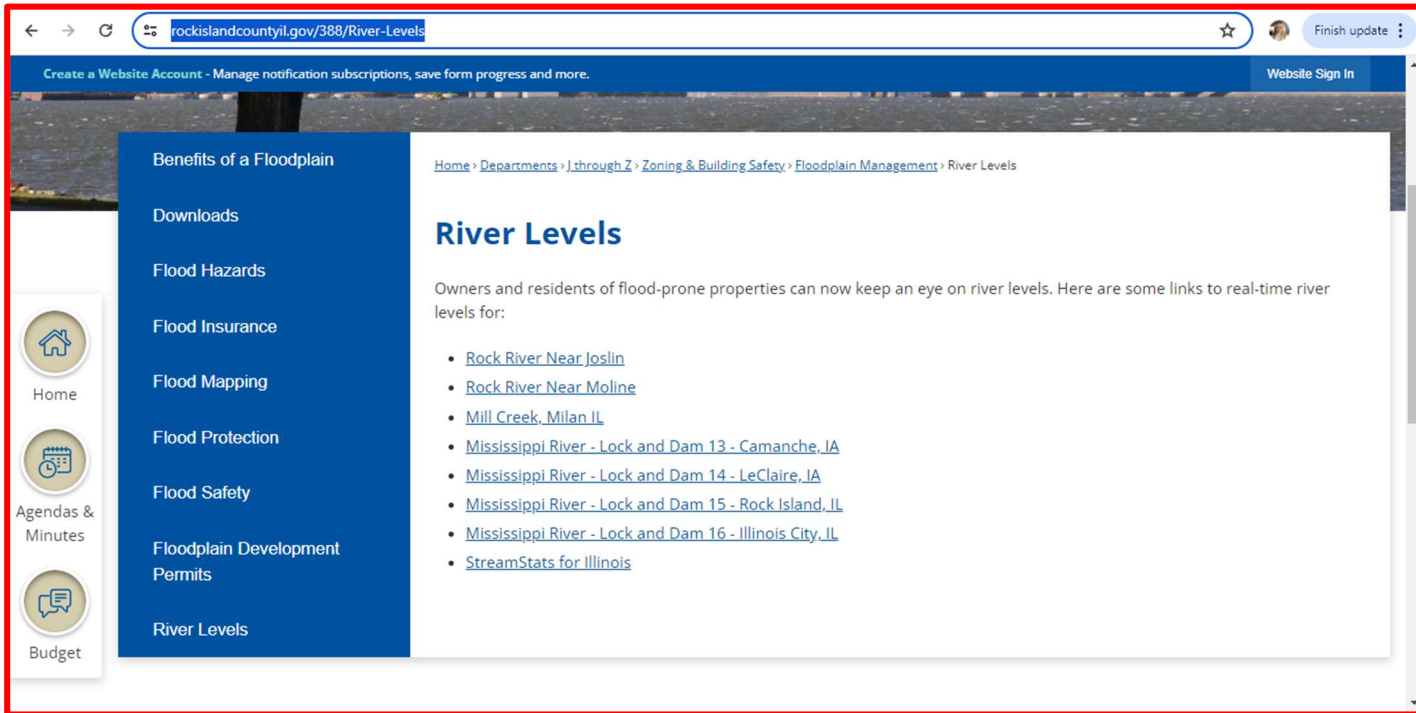 rockislandcountyil.gov/388/River-Levels
Finish update
Create a Website Account - Manage notification subscriptions, save form progress and more.
Website Sign In
Benefits of a Floodplain
Downloads
Flood Hazards
Flood Insurance
Flood Mapping
Flood Protection
Flood Safety
Floodplain Development
Permits
River Levels
Home › Departments › J through Z › Zoning & Building Safety › Floodplain Management › River Levels
River Levels
Owners and residents of flood-prone properties can now keep an eye on river levels. Here are some links to real-time river
levels for:
• Rock River Near Joslin
• Rock River Near Moline
• Mill Creek, Milan IL
• Mississippi River - Lock and Dam 13 - Camanche, IA
• Mississippi River - Lock and Dam 14 - LeClaire, IA
• Mississippi River - Lock and Dam 15 - Rock Island, IL
• Mississippi River - Lock and Dam 16 - Illinois City, IL
• StreamStats for Illinois
Home
Agendas &
Minutes
Budget